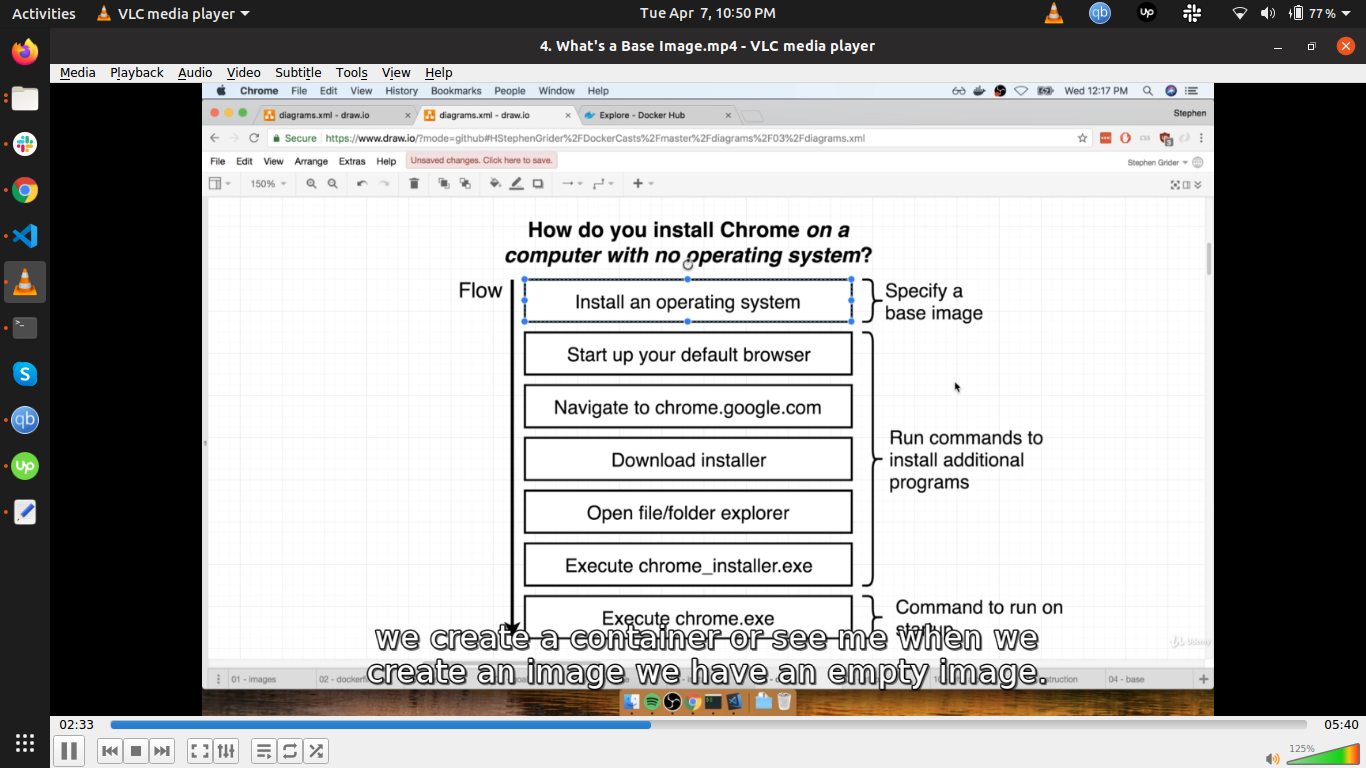 Activities VLC media player Tue Apr 7, 10:50 PM qb up 77 %
4. What's a Base Image.mp4 - VLC media player
Media Playback Audio Video Subtitle Tools View Help
Chrome File Edit View History Bookmarks People Window Help Wed 12:17 PM
diagrams.xml - draw.io diagrams.xml - draw.io Explore - Docker Hub Stephen
Secure https://www.draw.io/?mode=github#HStephenGrider%2FDockerCasts%2Fmaster%2Fdiagrams%2F03%2Fdiagrams.xml
File Edit View Arrange Extras Help Unsaved changes. Click here to save. Stephen Grider
150%
How do you install Chrome on a
computer with no operating system?
Flow
Install an operating system
Specify a
base image
Start up your default browser
Navigate to chrome.google.com
Download installer
Open file/folder explorer
Execute chrome_installer.exe
Run commands to
install additional
programs
Execute chrome.exe
Command to run on
startup
we create a container or see me when we
create an image we have an empty image.
01 - images 04 - base
02:33 05:40
125%